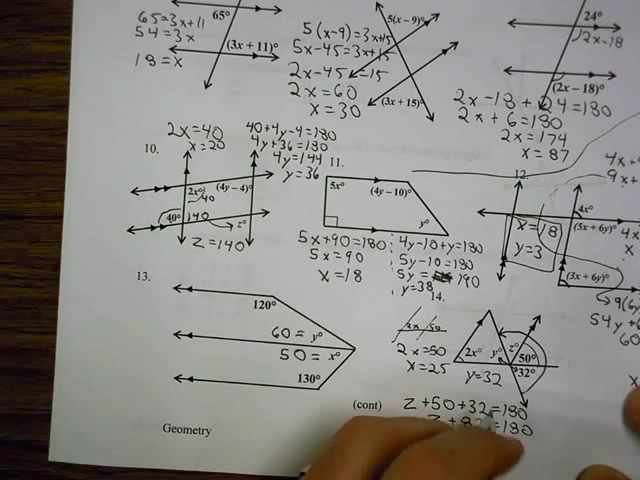 65=3x+11
54=3x
18=x
65°
(3x+11)°
5(x-9)=3x+15
5x-45=3x+15
2x-45=15
2x=60
x=30
5(x-9)°
(3x+15)°
24°
2x-18
(2x-18)°
2x-18+24=180
2x+6=180
2x=174
x=87
10.
2x=40
x=20
40+4y-4=180
4y+36=180
4y=144
y=36
2x°
40
(4y-4)°
40°
140
z°
z=140
11.
5x°
(4y-10)°
y°
5x+90=180
5x=90
x=18
4y-10+y=180
5y-10=180
5y=190
y=38
12.
x=18
y=3
4x°
(5x+6y)°
(3x+6y)°
13.
120°
60=y°
50=x°
130°
14.
2x 50
2x=50
x=25
2x°
y°
z°
50°
32°
y=32
z+50+32=180
(cont)
Geometry